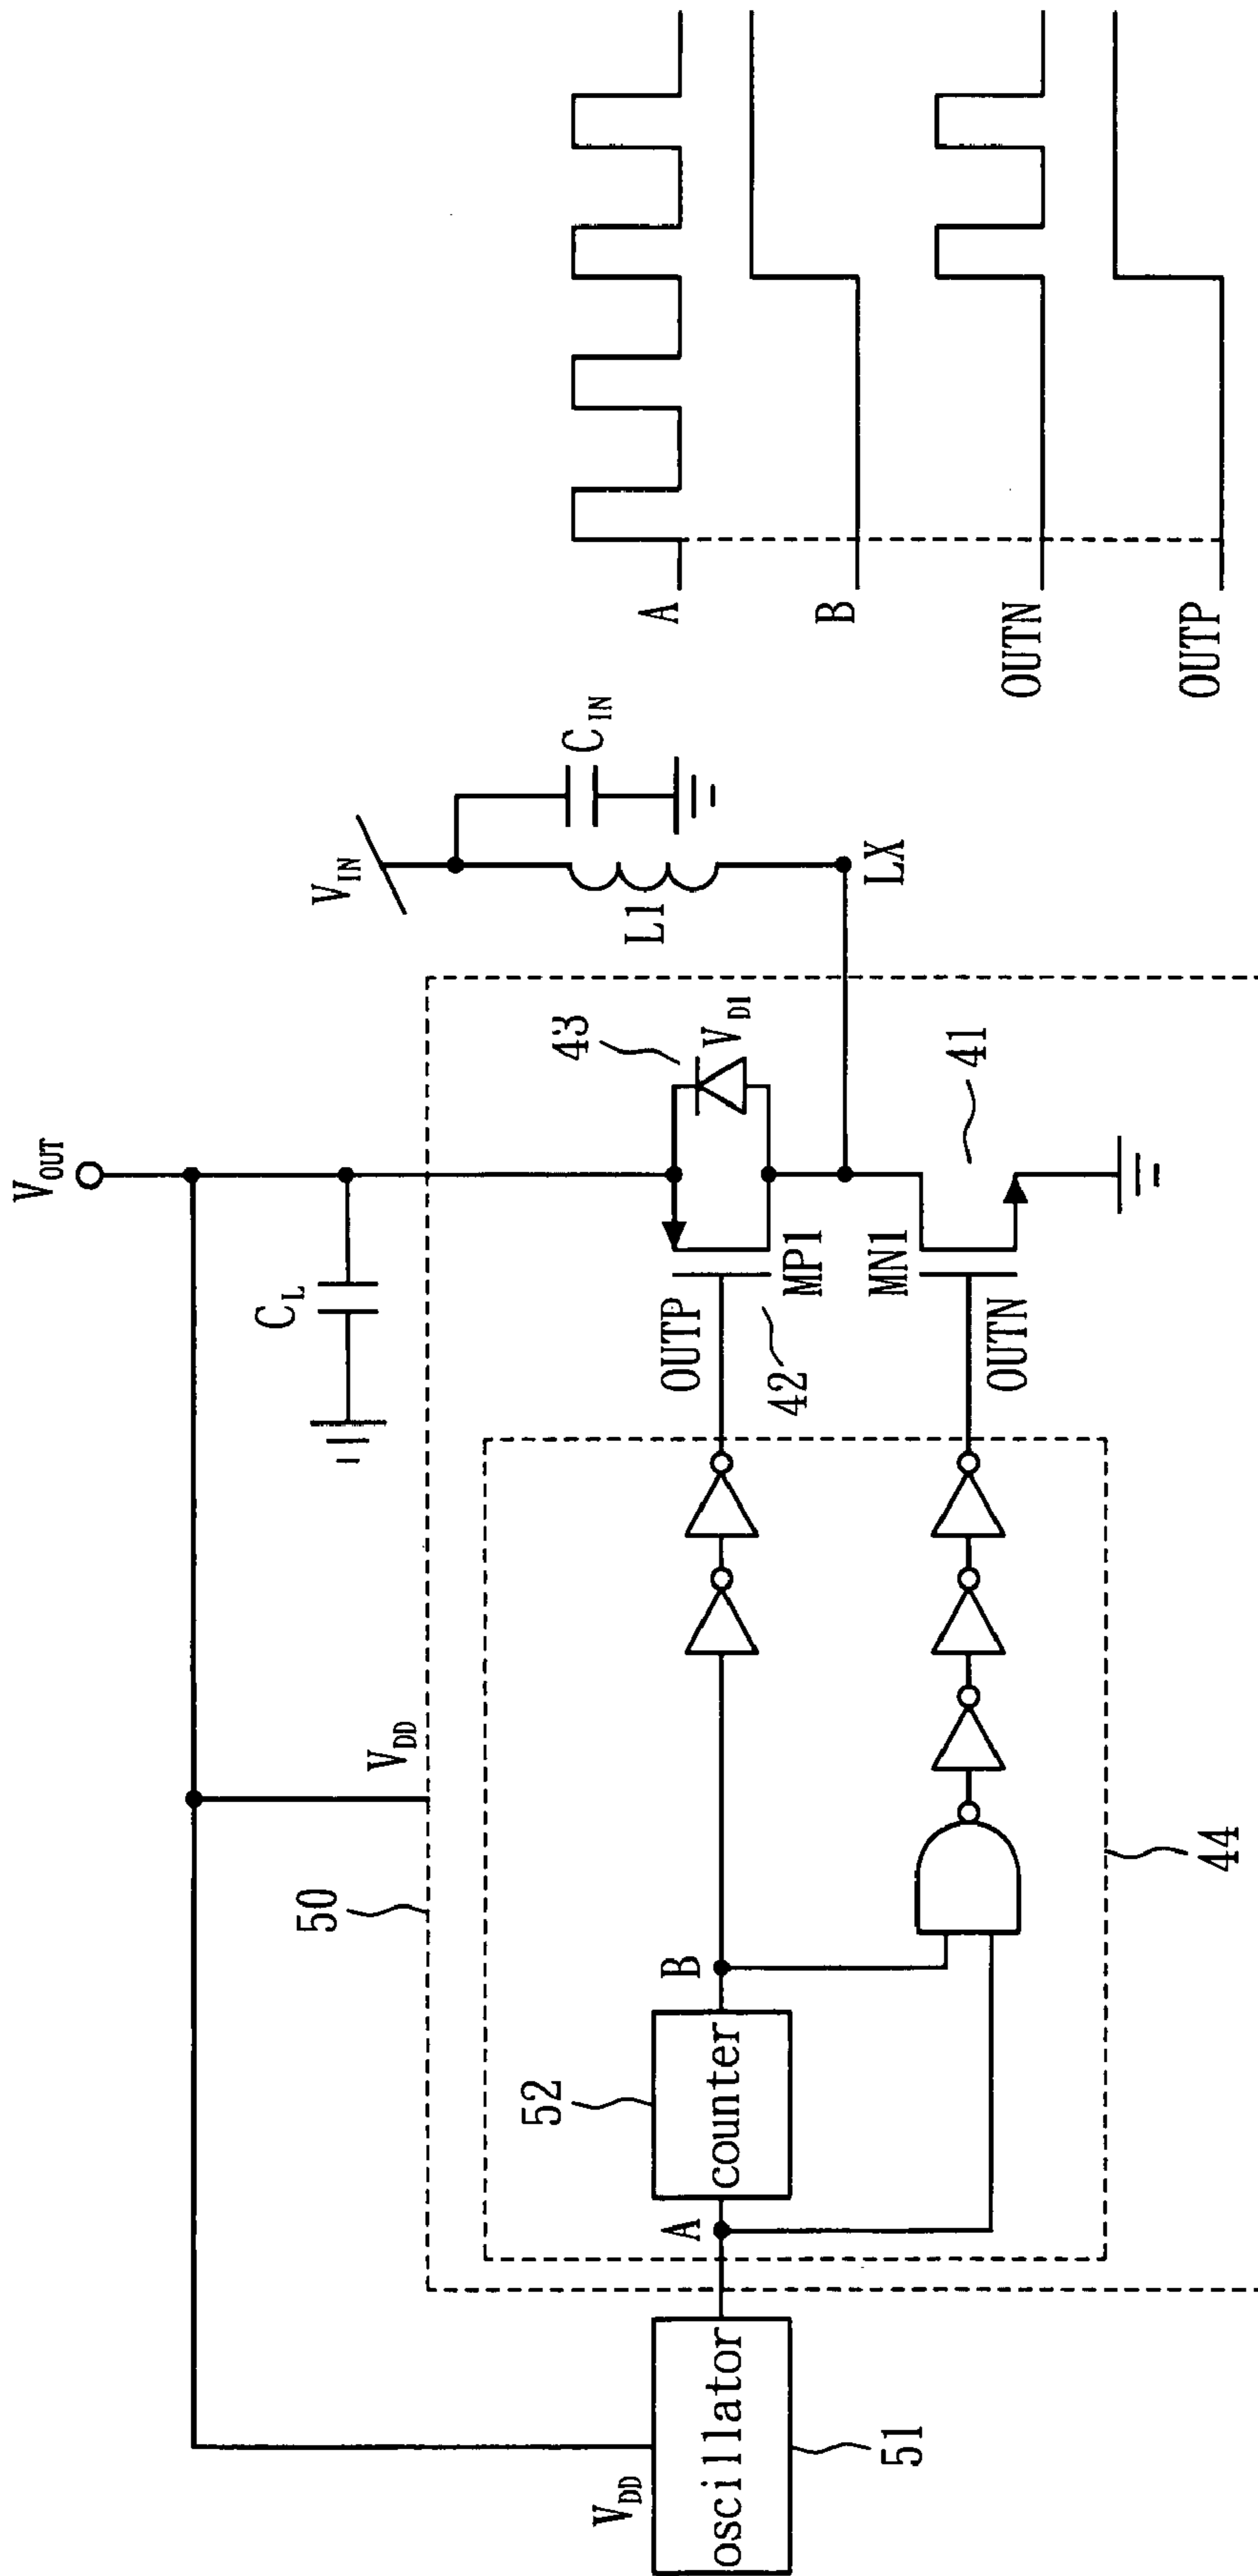 V_OUT
C_L
V_DD
50
V_DD
oscillator
51
A
counter
52
B
44
OUTP
42
MP1
43
V_D1
MN1
OUTN
41
V_IN
L1
C_IN
LX
A
B
OUTN
OUTP